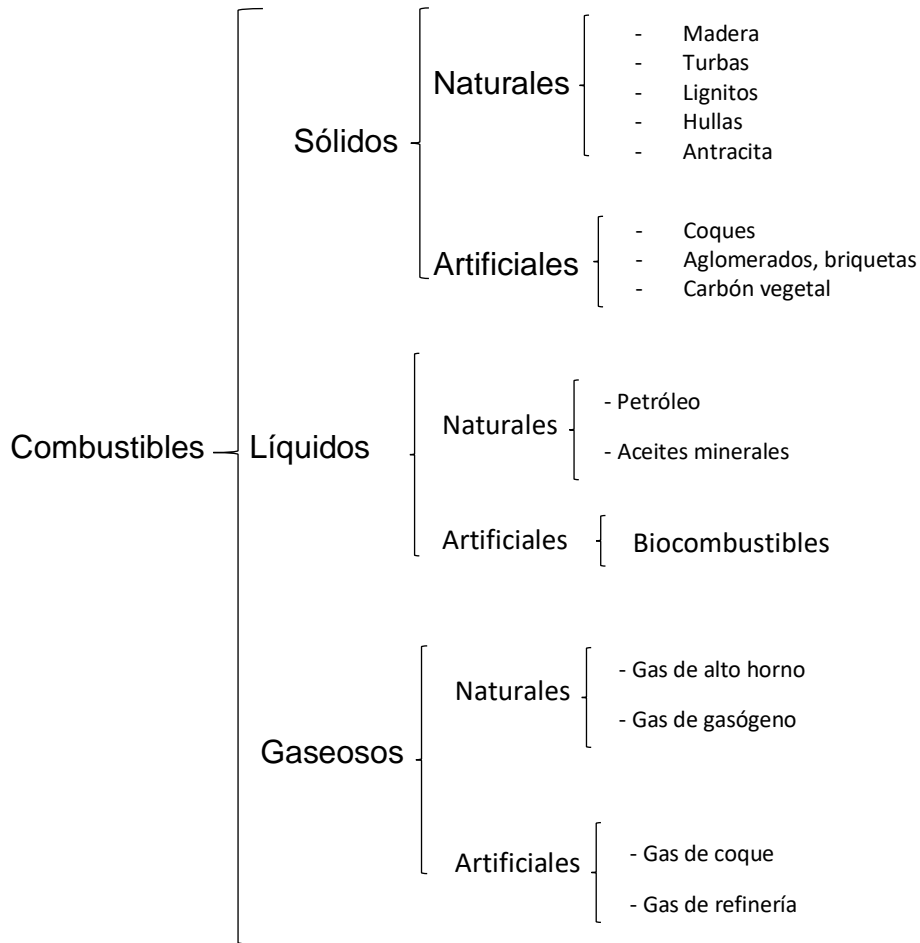 Combustibles
Sólidos
Naturales
- Madera
- Turbas
- Lignitos
- Hullas
- Antracita
Artificiales
- Coques
- Aglomerados, briquetas
- Carbón vegetal
Líquidos
Naturales
- Petróleo
- Aceites minerales
Artificiales
Biocombustibles
Gaseosos
Naturales
- Gas de alto horno
- Gas de gasógeno
Artificiales
- Gas de coque
- Gas de refinería